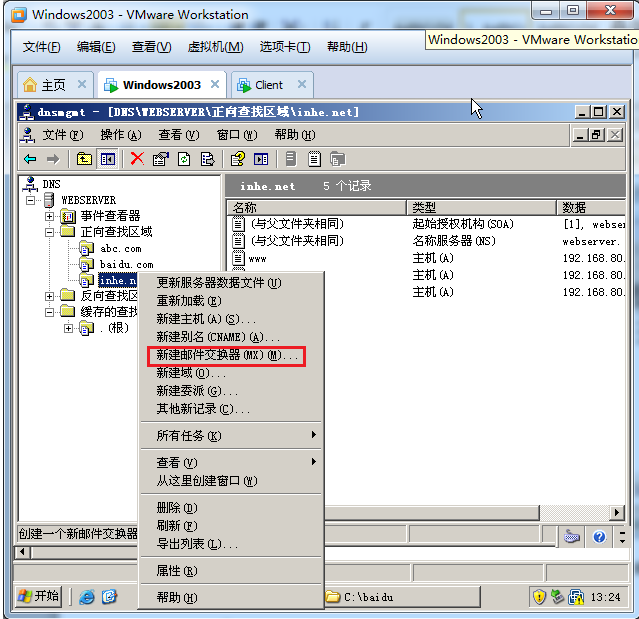 Windows2003 - VMware Workstation
文件(F) 编辑(E) 查看(V) 虚拟机(M) 选项卡(T) 帮助(H)
Windows2003 - VMware Workstatio
主页 Windows2003 Client
dnsmgmt - [DNS\WEBSERVER\正向查找区域\inhe.net]
文件(F) 操作(A) 查看(V) 窗口(W) 帮助(H)
DNS
WEBSERVER
事件查看器
正向查找区域
abc.com
baidu.com
inhe.n
反向查找区
缓存的查找
.(根)
inhe.net 5 个记录
名称 类型 数据
(与父文件夹相同) 起始授权机构(SOA) [1], webser
(与父文件夹相同) 名称服务器(NS) webserver.
www 主机(A) 192.168.80.
主机(A) 192.168.80.
主机(A) 192.168.80.
更新服务器数据文件(U)
重新加载(E)
新建主机(A)(S)...
新建别名(CNAME)(A)...
新建邮件交换器(MX)(M)...
新建域(O)...
新建委派(G)...
其他新记录(C)...
所有任务(K)
查看(V)
从这里创建窗口(W)
删除(D)
刷新(F)
导出列表(L)...
属性(R)
帮助(H)
创建一个新邮件交换器
开始 C:\baidu 13:24